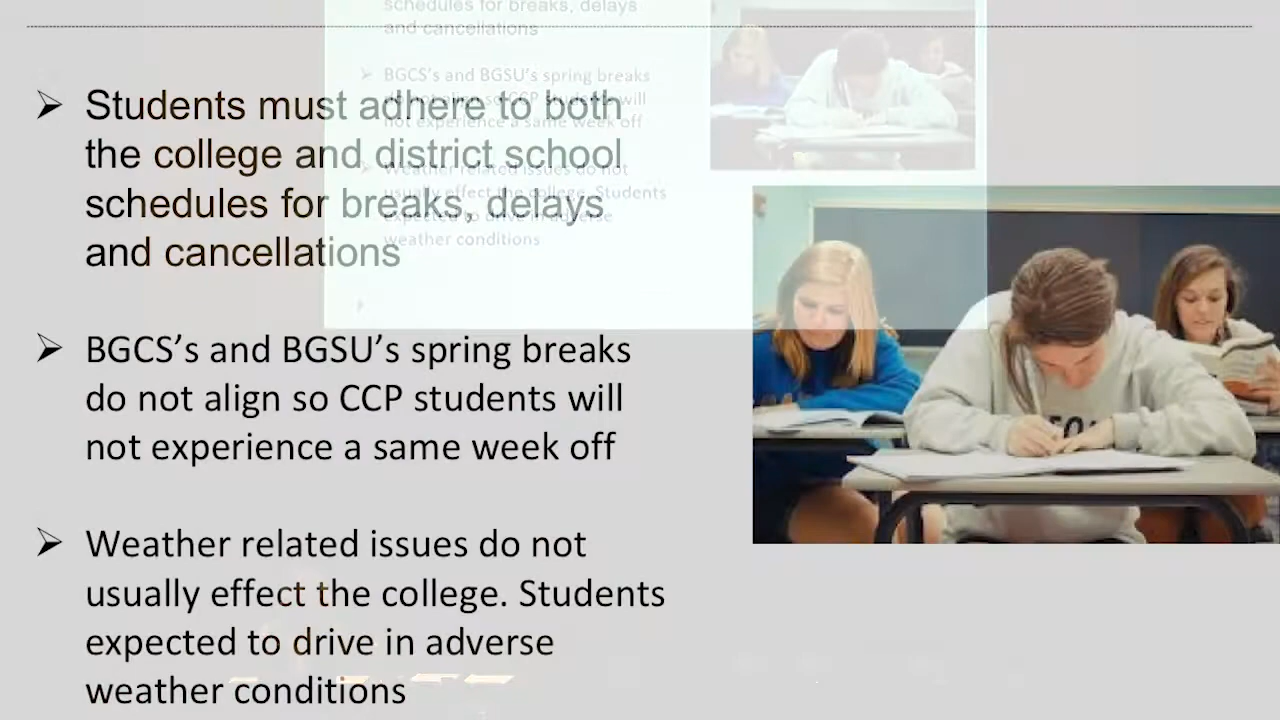 schedules for breaks, delays
and cancellations
BGCS's and BGSU's spring breaks
do not align so CCP students will
not experience a same week off
Weather related issues do not
usually effect the college. Students
expected to drive in adverse
weather conditions
Students must adhere to both
the college and district school
schedules for breaks, delays
and cancellations
BGCS's and BGSU's spring breaks
do not align so CCP students will
not experience a same week off
Weather related issues do not
usually effect the college. Students
expected to drive in adverse
weather conditions